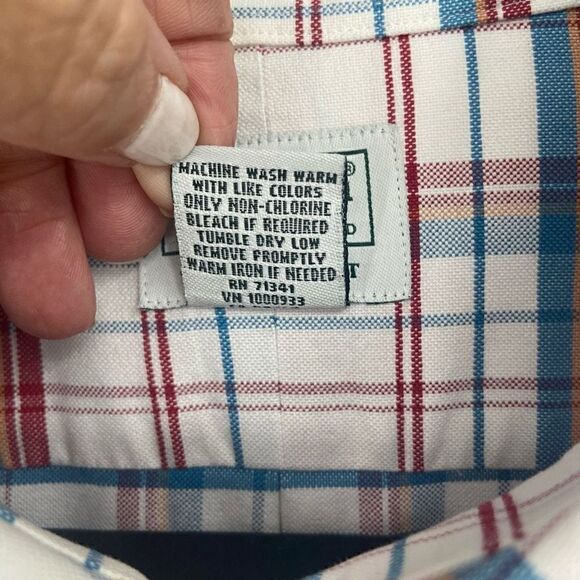 MACHINE WASH WARM
WITH LIKE COLORS
ONLY NON-CHLORINE
BLEACH IF REQUIRED
TUMBLE DRY LOW
REMOVE PROMPTLY
WARM IRON IF NEEDED
RN 71341
VN 1000933